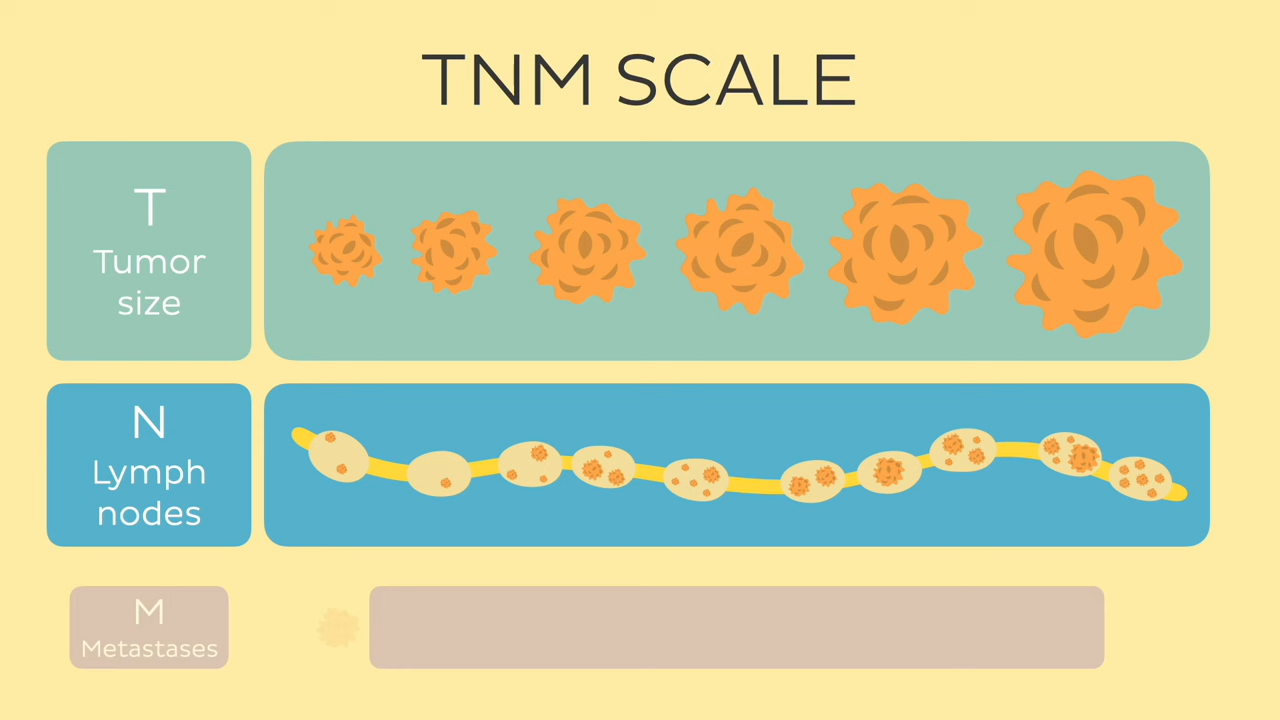 TNM SCALE
T
Tumor
size
N
Lymph
nodes
M
Metastases